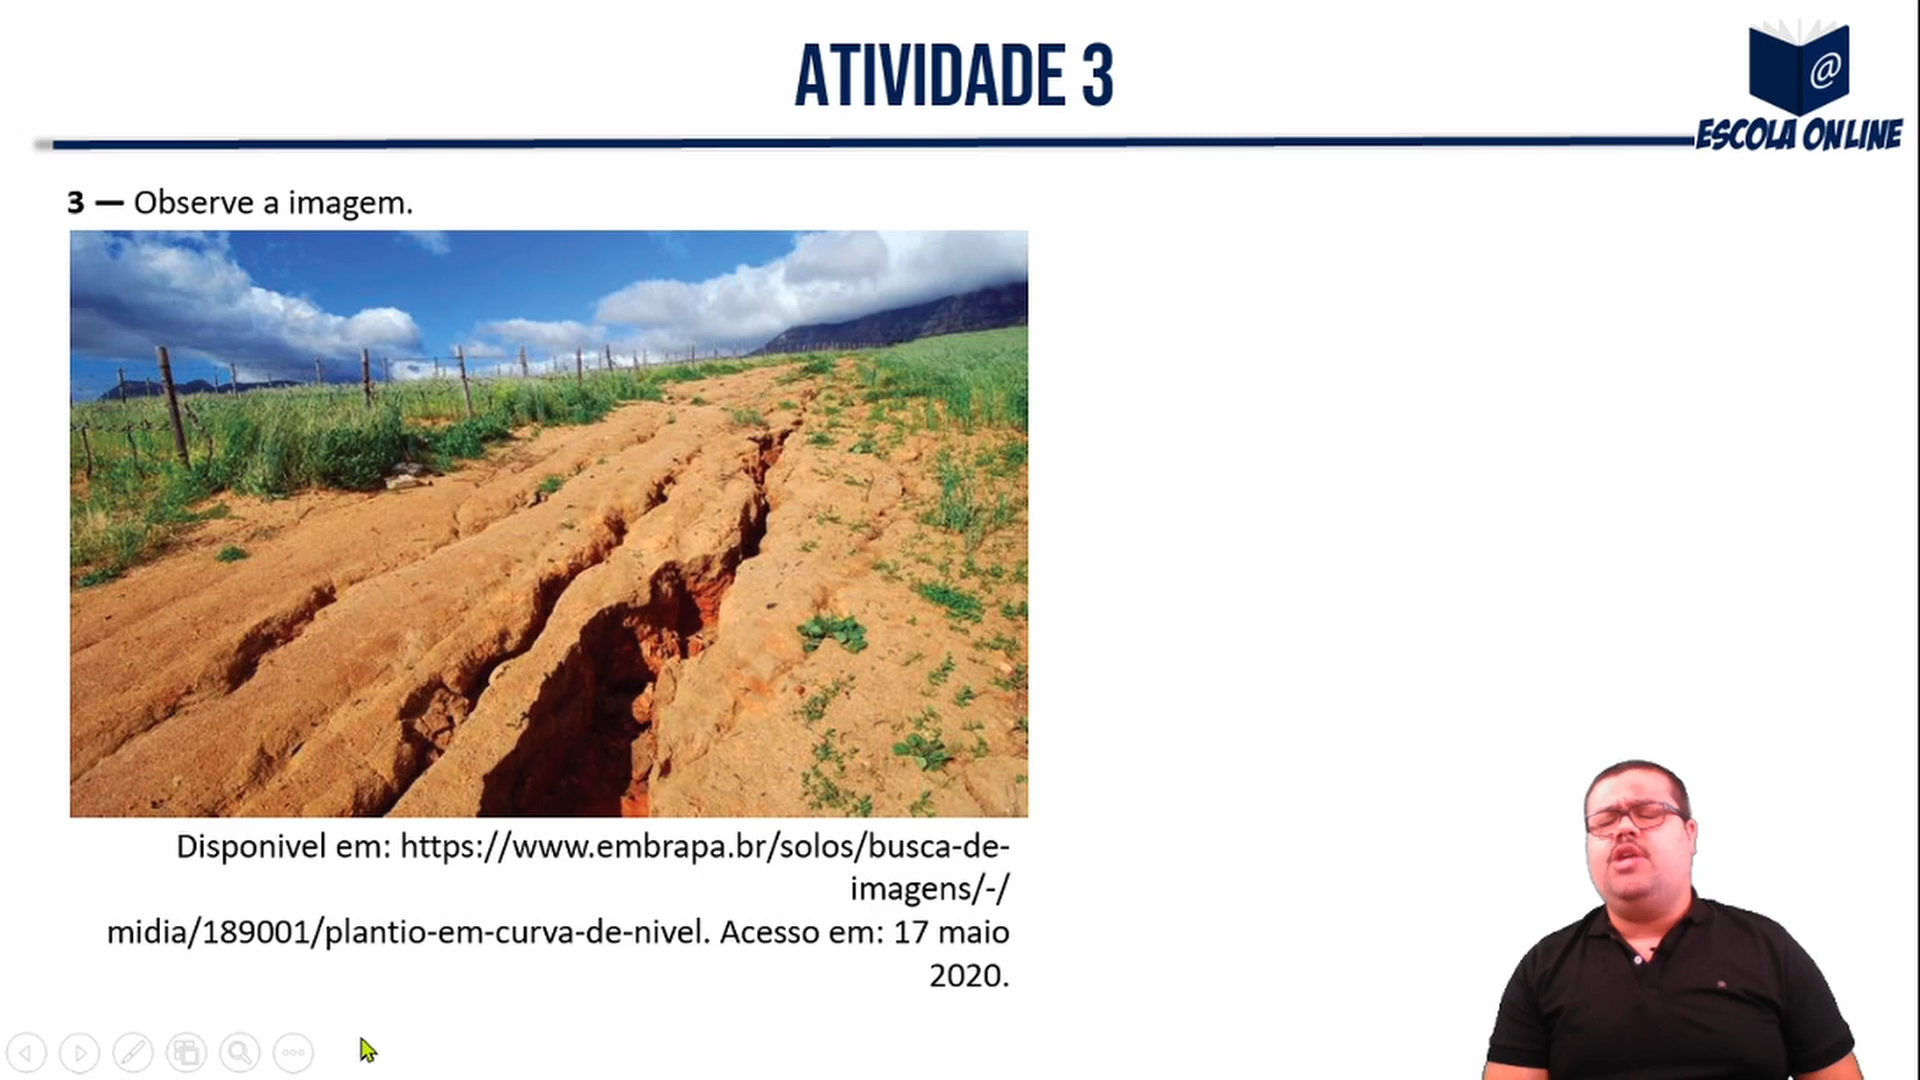 ATIVIDADE 3
@
ESCOLA ONLINE
3 — Observe a imagem.
Disponivel em: https://www.embrapa.br/solos/busca-de-
imagens/-/
midia/189001/plantio-em-curva-de-nivel. Acesso em: 17 maio
2020.